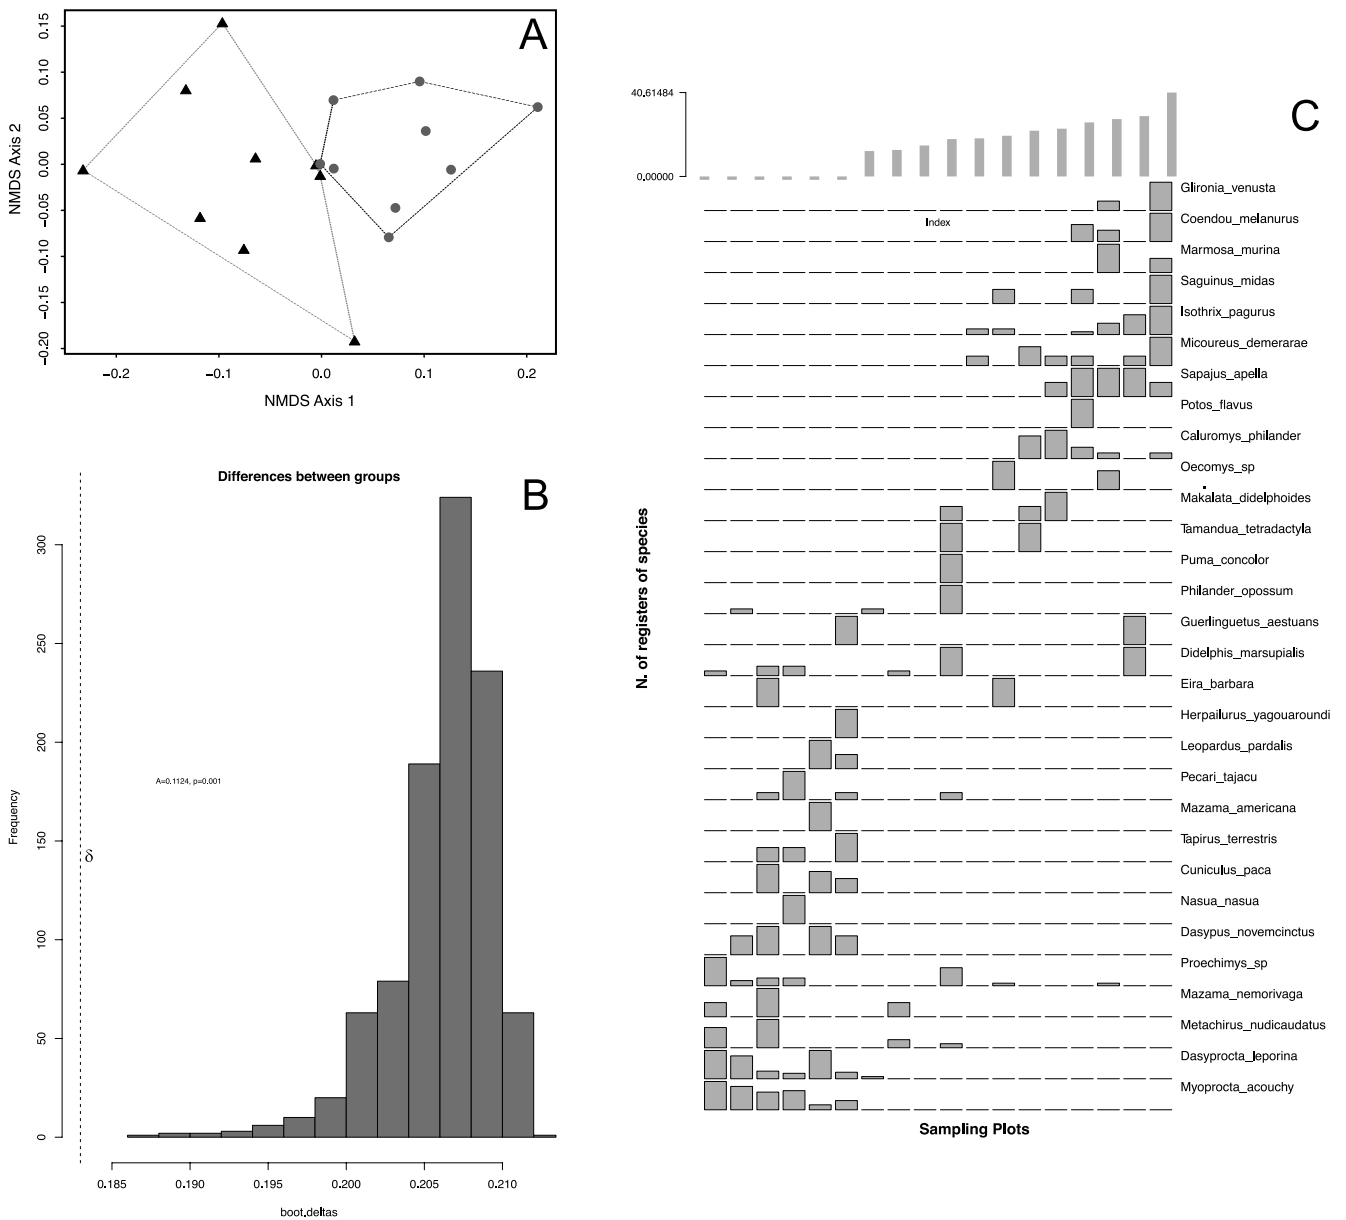 A
0.15
0.10
0.05
0.00
−0.05
−0.10
−0.15
−0.20
NMDS Axis 2
−0.2
−0.1
0.0
0.1
0.2
NMDS Axis 1
Differences between groups
B
300
250
200
150
100
50
0
Frequency
A=0.1124, p=0.001
δ
0.185
0.190
0.195
0.200
0.205
0.210
boot.deltas
C
40.61484
0.00000
Index
Glironia_venusta
Coendou_melanurus
Marmosa_murina
Saguinus_midas
Isothrix_pagurus
Micoureus_demerarae
Sapajus_apella
Potos_flavus
Caluromys_philander
Oecomys_sp
Makalata_didelphoides
Tamandua_tetradactyla
Puma_concolor
Philander_opossum
Guerlinguetus_aestuans
Didelphis_marsupialis
Eira_barbara
Herpailurus_yagouaroundi
Leopardus_pardalis
Pecari_tajacu
Mazama_americana
Tapirus_terrestris
Cuniculus_paca
Nasua_nasua
Dasypus_novemcinctus
Proechimys_sp
Mazama_nemorivaga
Metachirus_nudicaudatus
Dasyprocta_leporina
Myoprocta_acouchy
N. of registers of species
Sampling Plots